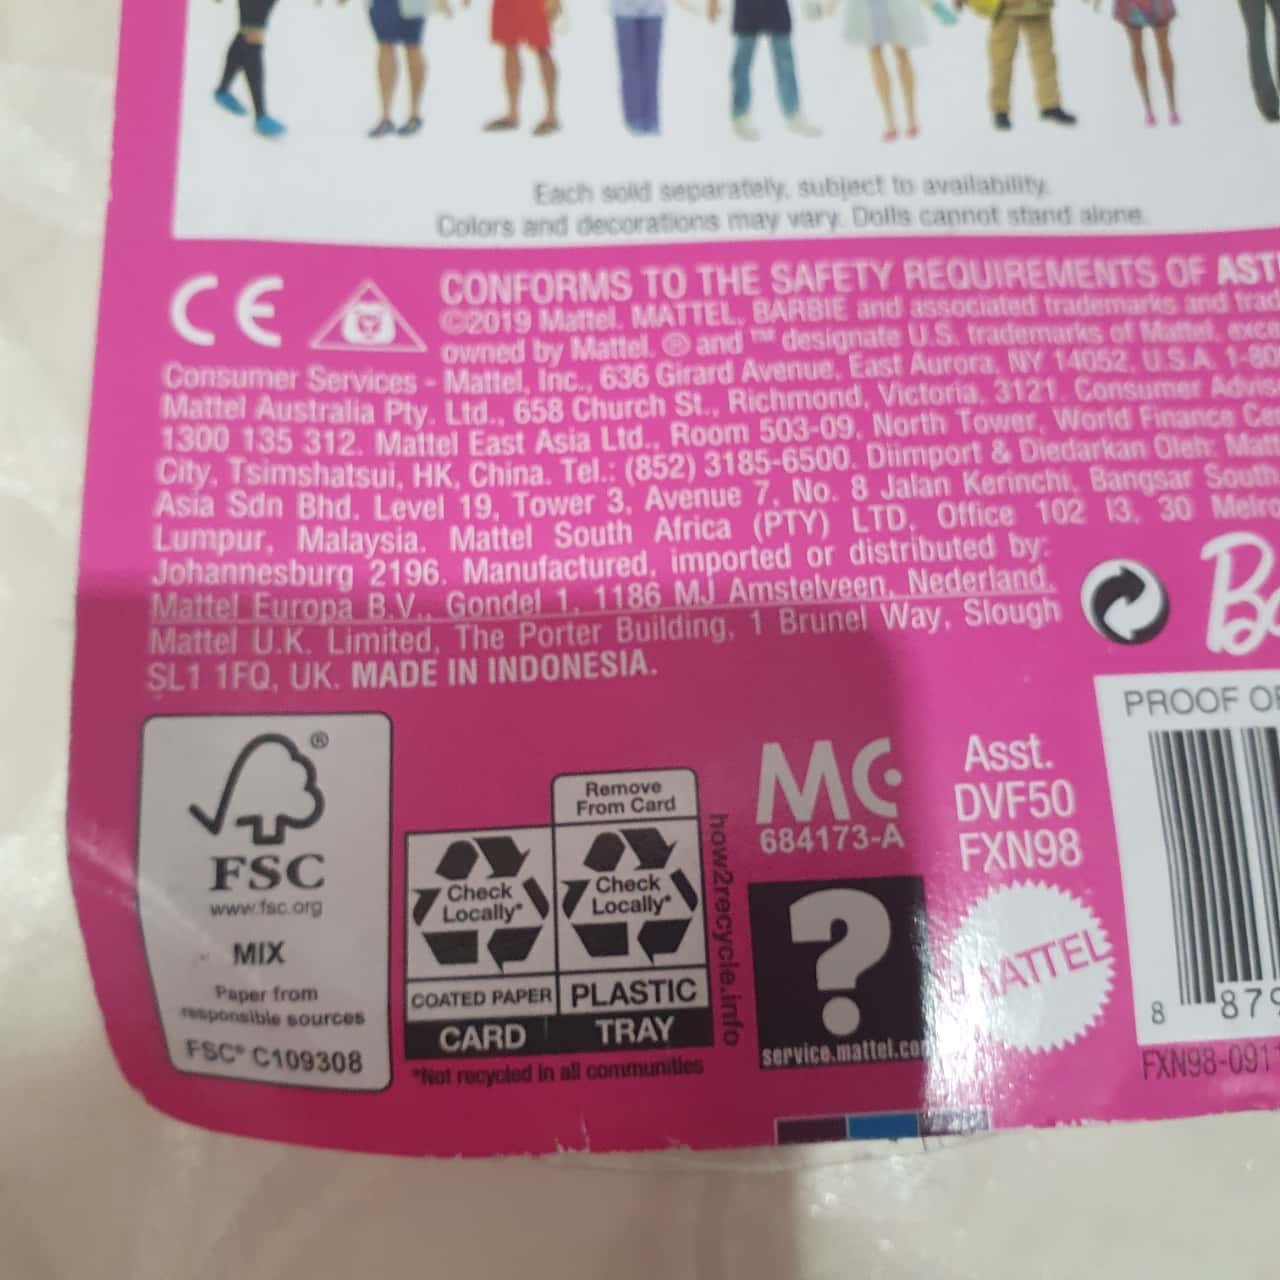 Each sold separately, subject to availability.
Colors and decorations may vary. Dolls cannot stand alone.
CE
CONFORMS TO THE SAFETY REQUIREMENTS OF
©2019 Mattel. MATTEL, BARBIE and associated trademarks and
owned by Mattel. ® and ™ designate U.S. trademarks of Mattel,
Consumer Services - Mattel, Inc., 636 Girard Avenue, East Aurora, NY 14052, U.S.A.
Mattel Australia Pty. Ltd., 658 Church St., Richmond, Victoria, 3121. Consumer
1300 135 312. Mattel East Asia Ltd., Room 503-09, North Tower, World Finance
City, Tsimshatsui, HK, China. Tel.: (852) 3185-6500. Diimport & Diedarkan Oleh:
Asia Sdn Bhd. Level 19, Tower 3, Avenue 7, No. 8 Jalan Kerinchi, Bangsar South
Lumpur, Malaysia. Mattel South Africa (PTY) LTD, Office 102 I3, 30
Johannesburg 2196. Manufactured, imported or distributed by:
Mattel Europa B.V., Gondel 1, 1186 MJ Amstelveen, Nederland.
Mattel U.K. Limited, The Porter Building, 1 Brunel Way, Slough
SL1 1FQ, UK. MADE IN INDONESIA.
PROOF
FSC®
www.fsc.org
MIX
Paper from
responsible sources
FSC® C109308
Check
Locally*
COATED PAPER
CARD
Remove
From Card
Check
Locally*
PLASTIC
TRAY
*Not recycled in all communities
how2recycle.info
MC
684173-A
?
service.mattel.com
Asst.
DVF50
FXN98
MATTEL
8
FXN98